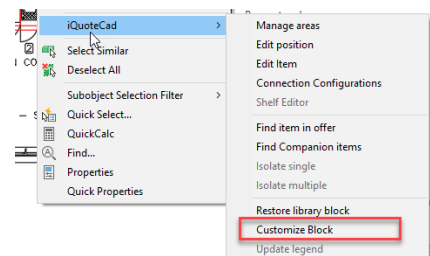 iQuoteCad
Select Similar
Deselect All
Subobject Selection Filter
Quick Select...
QuickCalc
Find...
Properties
Quick Properties
Manage areas
Edit position
Edit Item
Connection Configurations
Shelf Editor
Find item in offer
Find Companion items
Isolate single
Isolate multiple
Restore library block
Customize Block
Update legend
2
CO